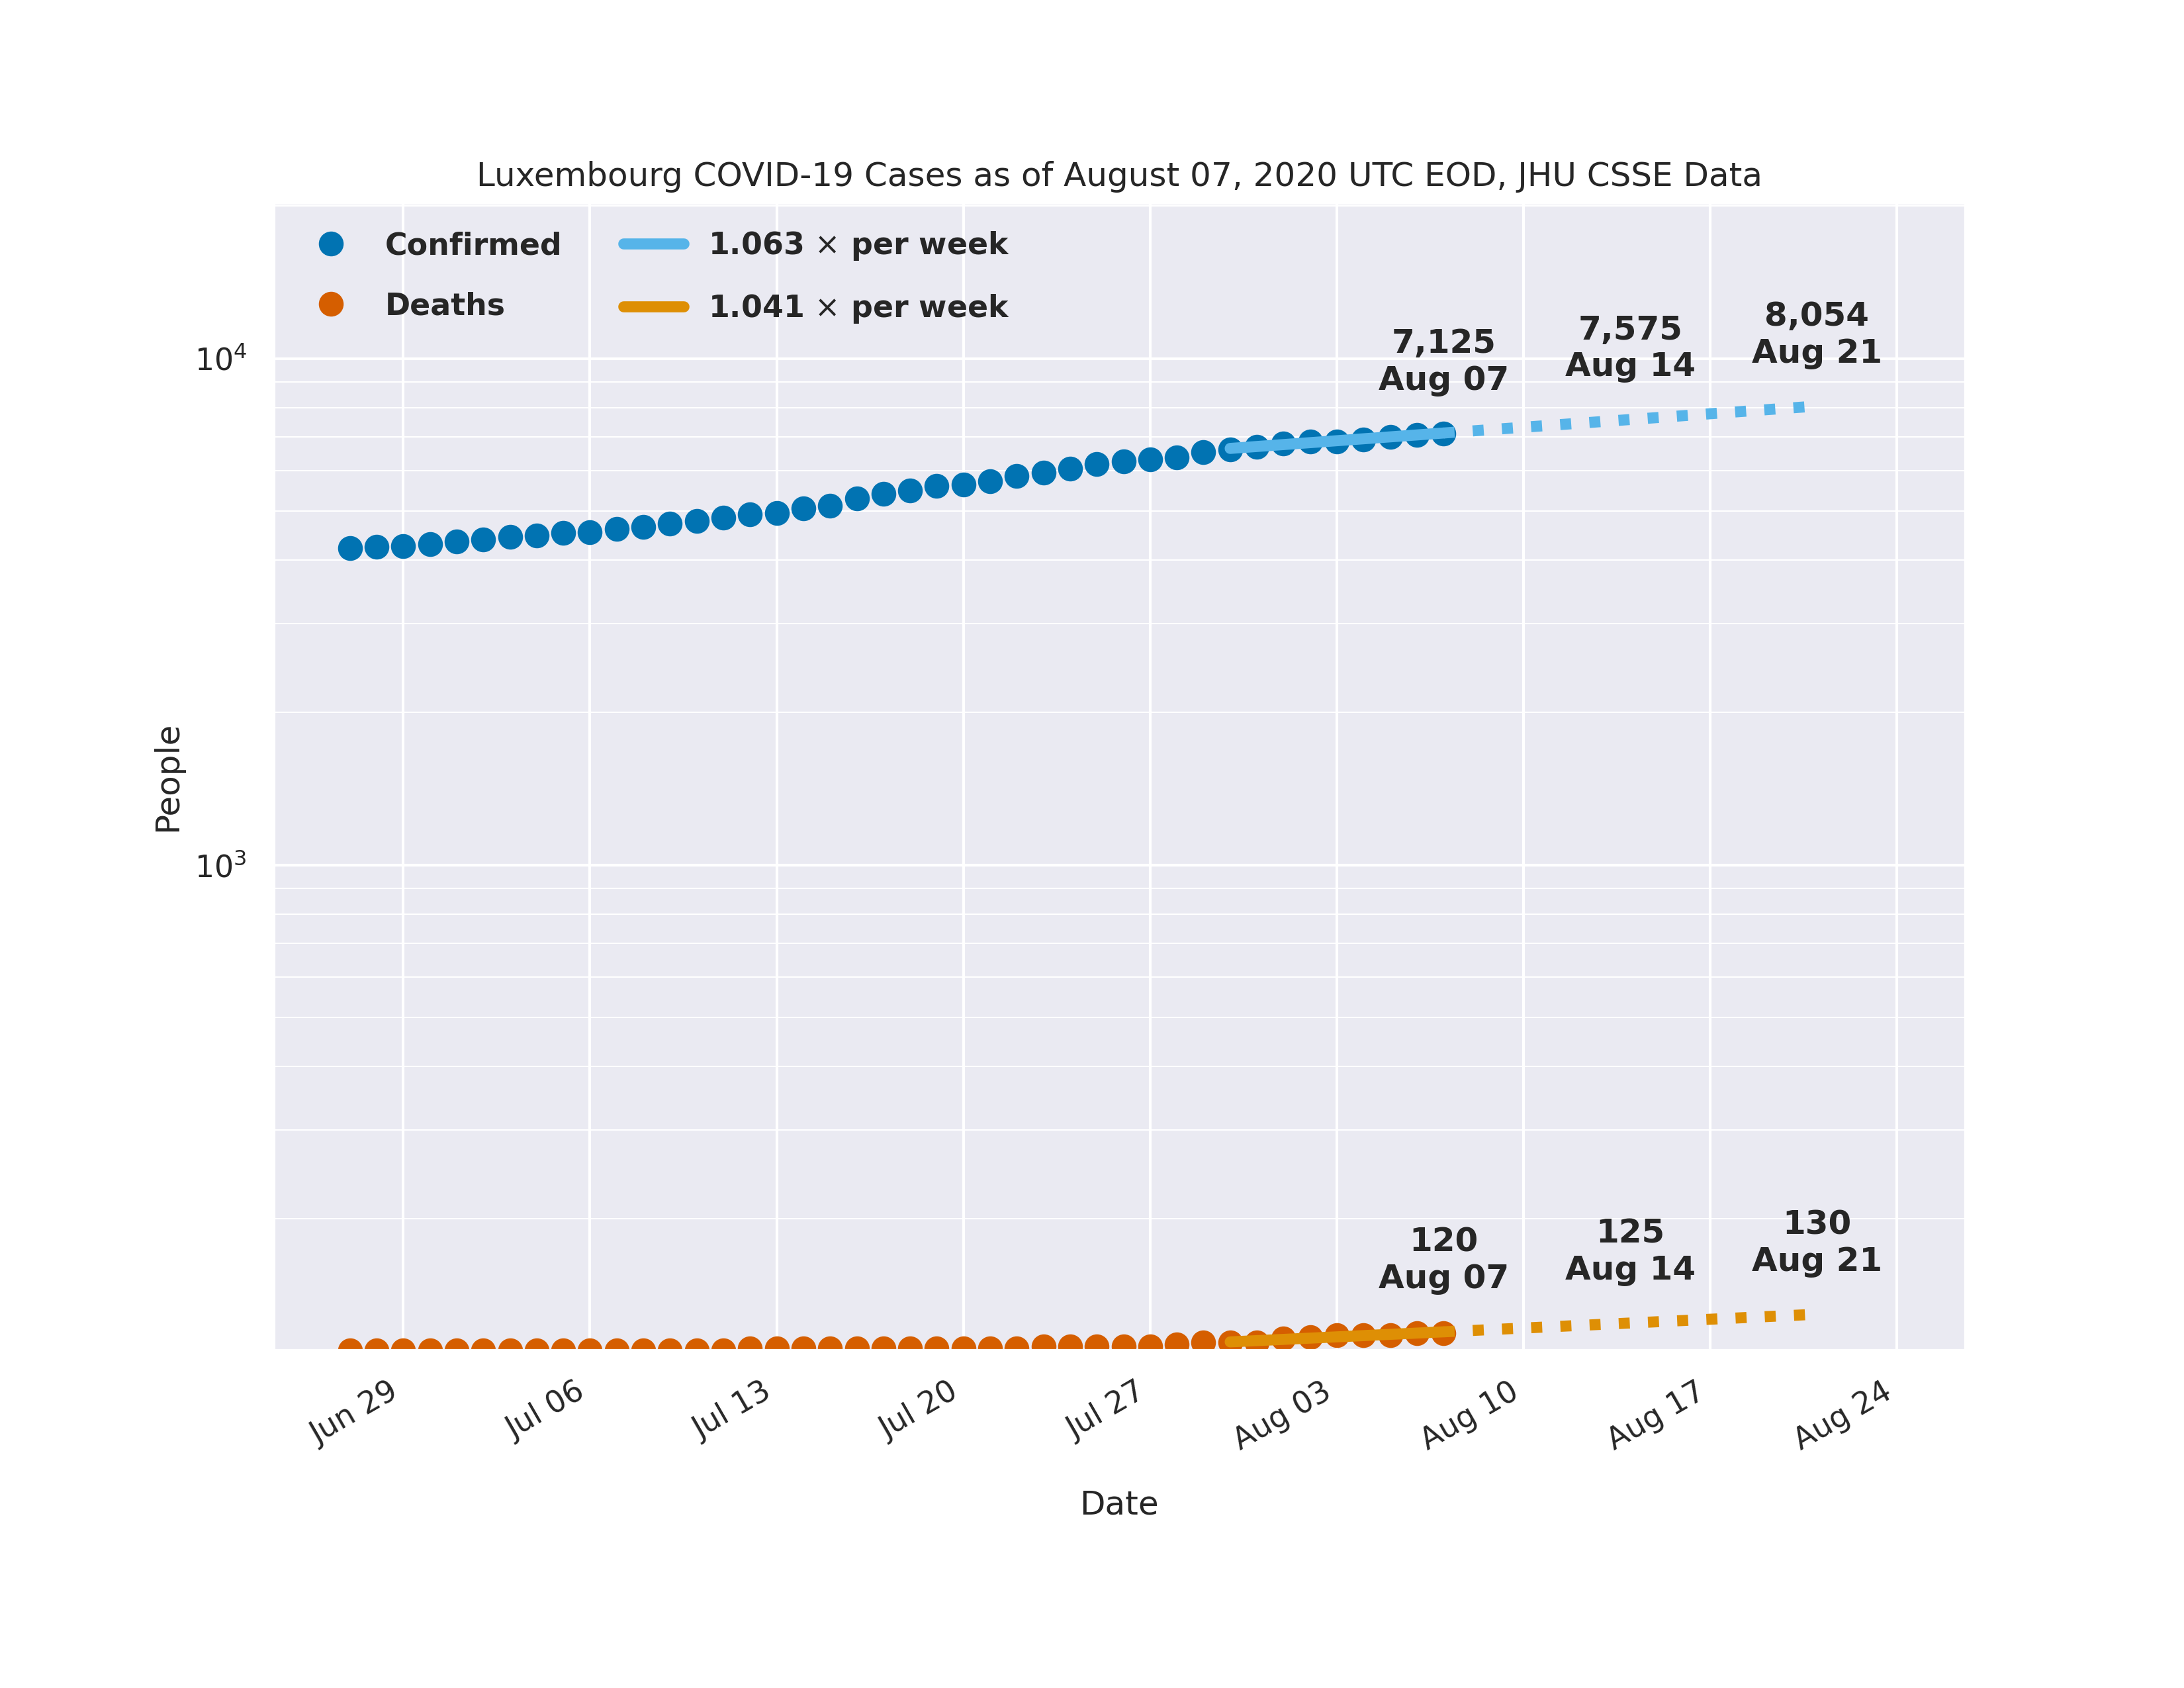 Luxembourg COVID-19 Cases as of August 07, 2020 UTC EOD, JHU CSSE Data
Confirmed
Deaths
1.063 × per week
1.041 × per week
7,125
Aug 07
7,575
Aug 14
8,054
Aug 21
10⁴
10³
People
120
Aug 07
125
Aug 14
130
Aug 21
Jun 29
Jul 06
Jul 13
Jul 20
Jul 27
Aug 03
Aug 10
Aug 17
Aug 24
Date